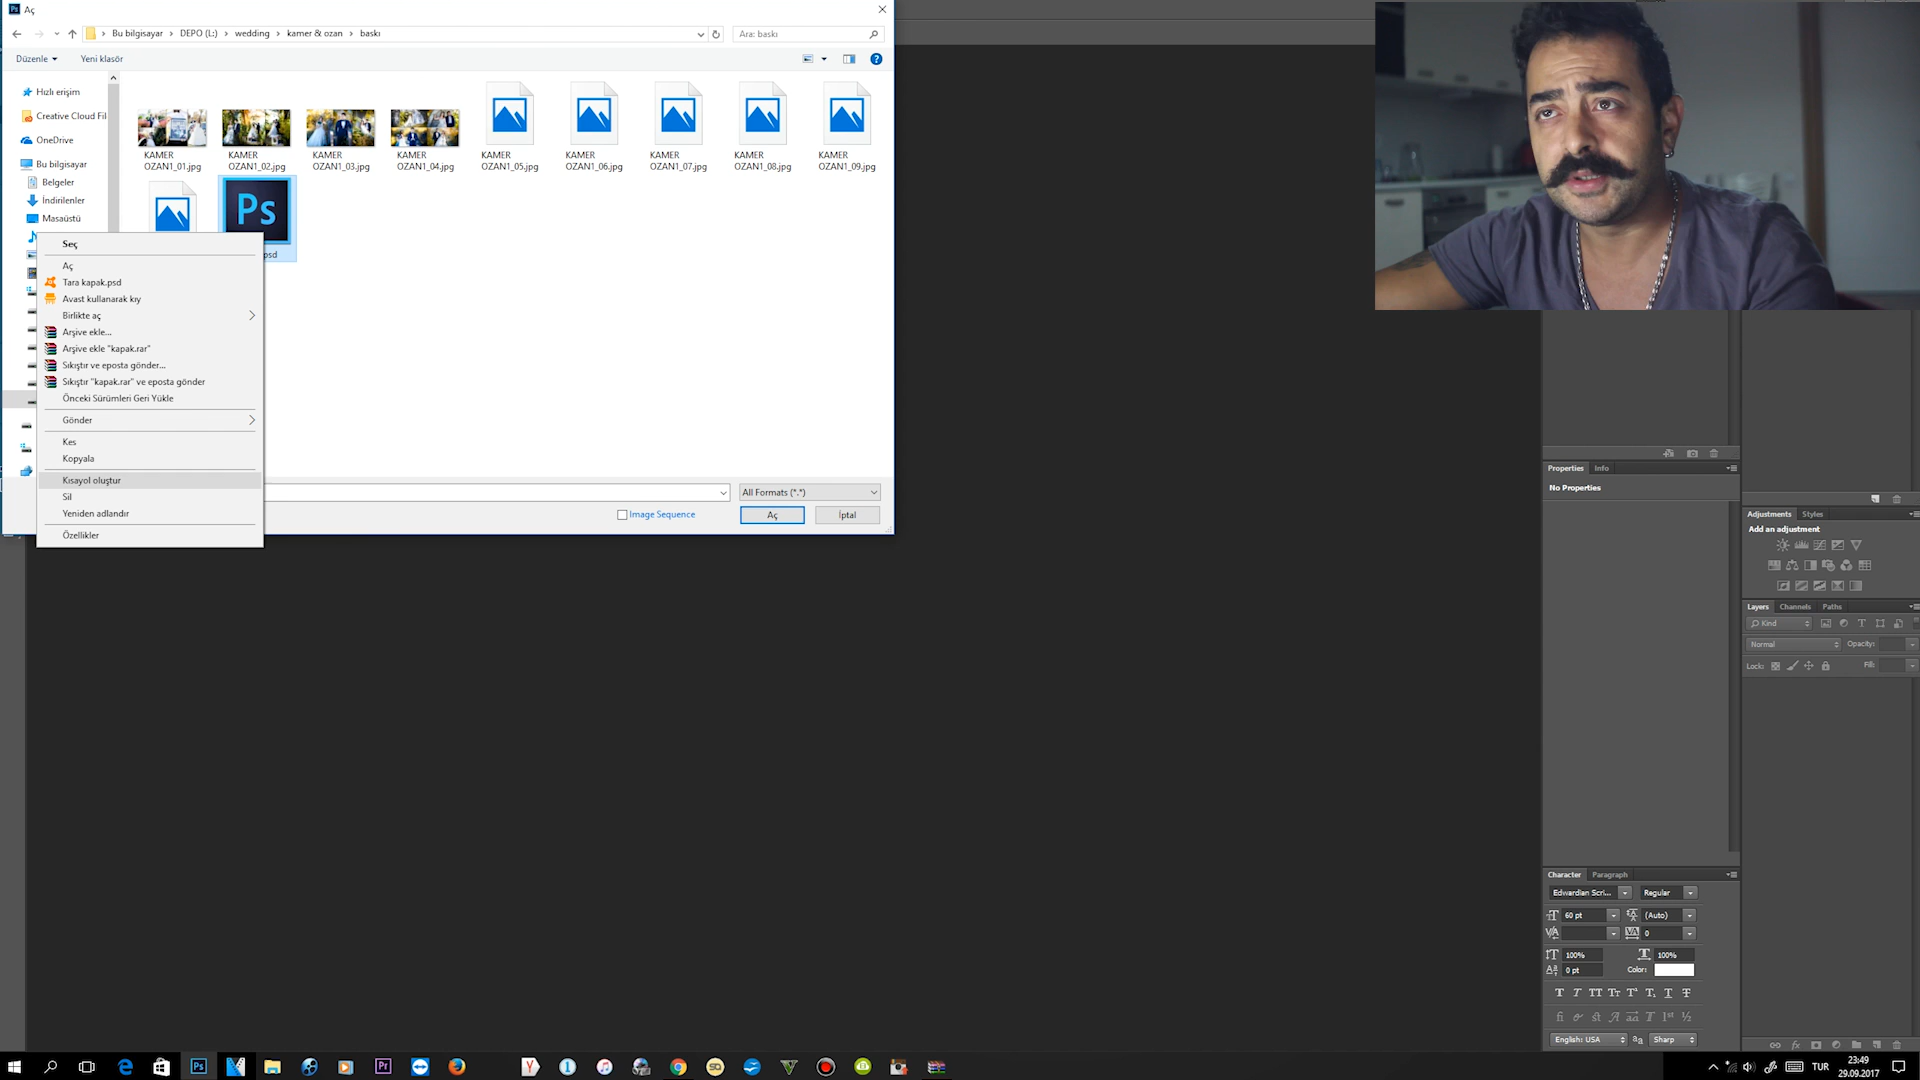 Aç
Bu bilgisayar
DEPO (L:)
wedding
kamer & ozan
baskı
Ara: baskı
Düzenle
Yeni klasör
Hızlı erişim
Creative Cloud Fil
OneDrive
Bu bilgisayar
Belgeler
İndirilenler
Masaüstü
KAMER
OZAN1_01.jpg
KAMER
OZAN1_02.jpg
KAMER
OZAN1_03.jpg
KAMER
OZAN1_04.jpg
KAMER
OZAN1_05.jpg
KAMER
OZAN1_06.jpg
KAMER
OZAN1_07.jpg
KAMER
OZAN1_08.jpg
KAMER
OZAN1_09.jpg
Ps
psd
Seç
Aç
Tara kapak.psd
Avast kullanarak kıy
Birlikte aç
Arşive ekle...
Arşive ekle "kapak.rar"
Sıkıştır ve eposta gönder...
Sıkıştır "kapak.rar" ve eposta gönder
Önceki Sürümleri Geri Yükle
Gönder
Kes
Kopyala
Kısayol oluştur
Sil
Yeniden adlandır
Özellikler
All Formats (*.*)
Image Sequence
Aç
İptal
Properties
Info
No Properties
Adjustments
Styles
Add an adjustment
Layers
Channels
Paths
Kind
Normal
Opacity:
Lock:
Fill:
Character
Paragraph
Edwardian Scri...
Regular
60 pt
(Auto)
0
100%
100%
0 pt
Color:
English: USA
Sharp
TUR
23:49
29.09.2017